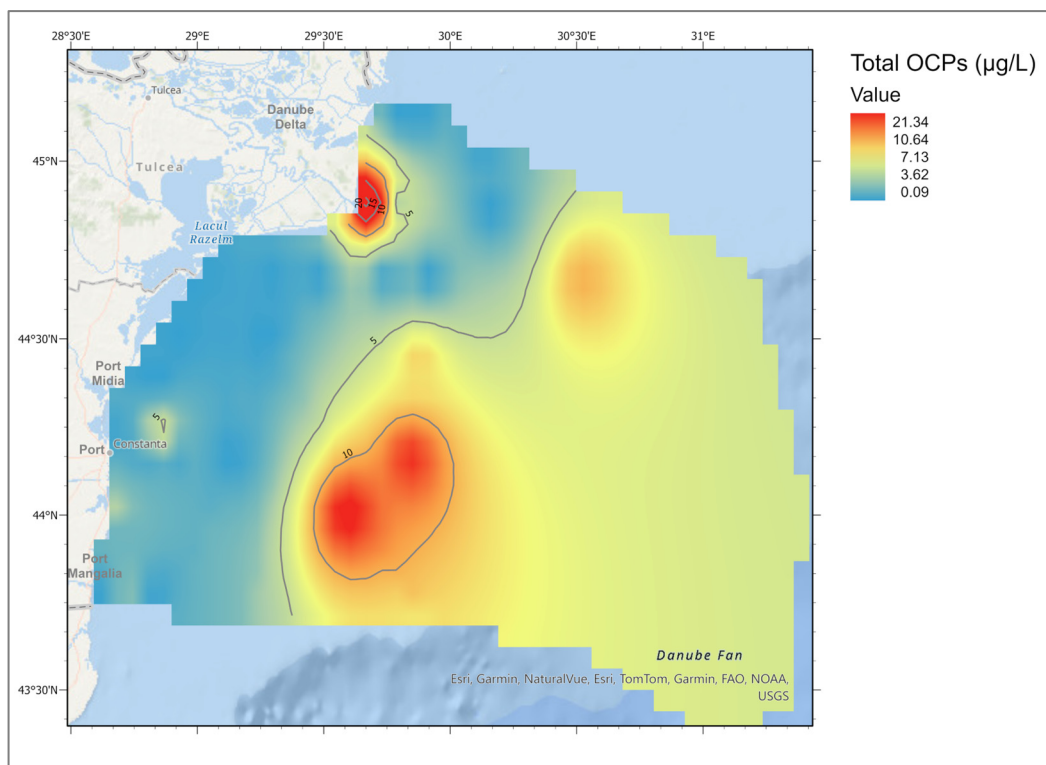 28°30'E
29°E
29°30'E
30°E
30°30'E
31°E
45°N
44°30'N
44°N
43°30'N
Tulcea
Danube
Delta
Tulcea
Lacul
Razelm
Port
Midia
Port
Constanta
Port
Mangalia
20
15
10
5
5
5
10
Danube Fan
Esri, Garmin, NaturalVue, Esri, TomTom, Garmin, FAO, NOAA,
USGS
Total OCPs (µg/L)
Value
21.34
10.64
7.13
3.62
0.09